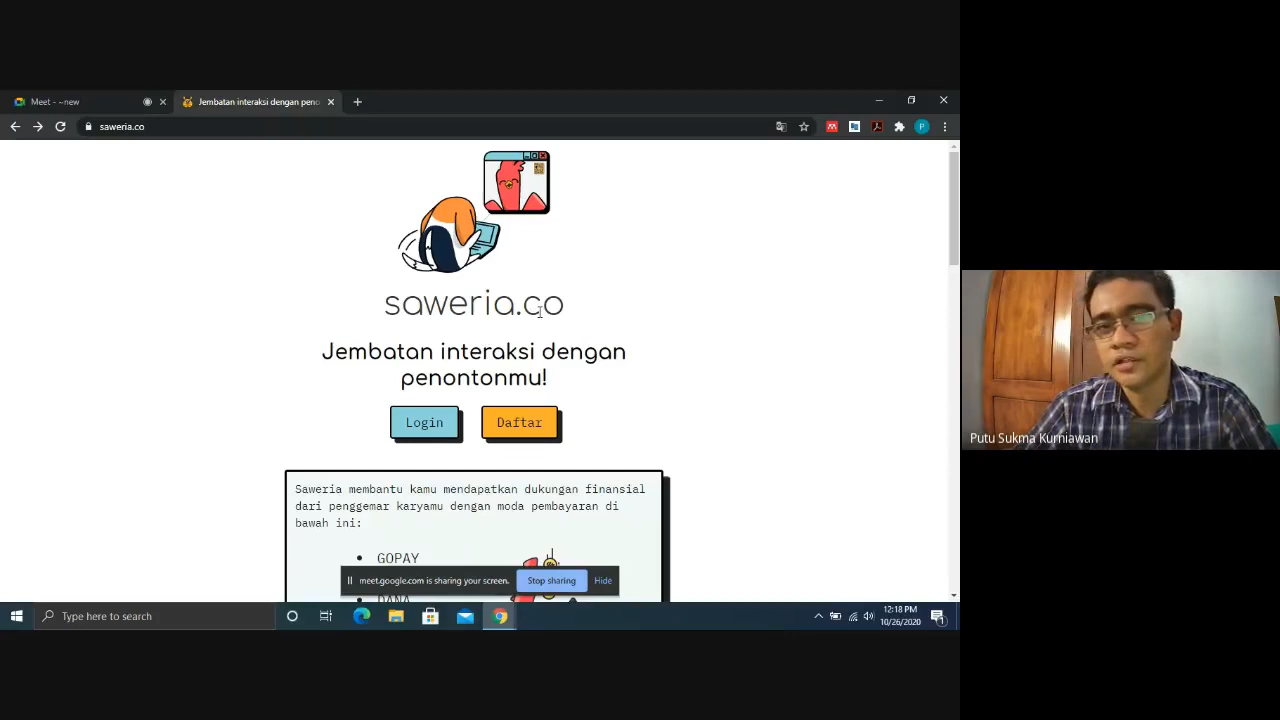 Meet - ~new
Jembatan interaksi dengan peno
saweria.co
saweria.co
Jembatan interaksi dengan
penontonmu!
Login
Daftar
Saweria membantu kamu mendapatkan dukungan finansial
dari penggemar karyamu dengan moda pembayaran di
bawah ini:
• GOPAY
meet.google.com is sharing your screen.
Stop sharing
Hide
• DANA
Type here to search
12:18 PM
10/26/2020
1
P
Putu Sukma Kurniawan